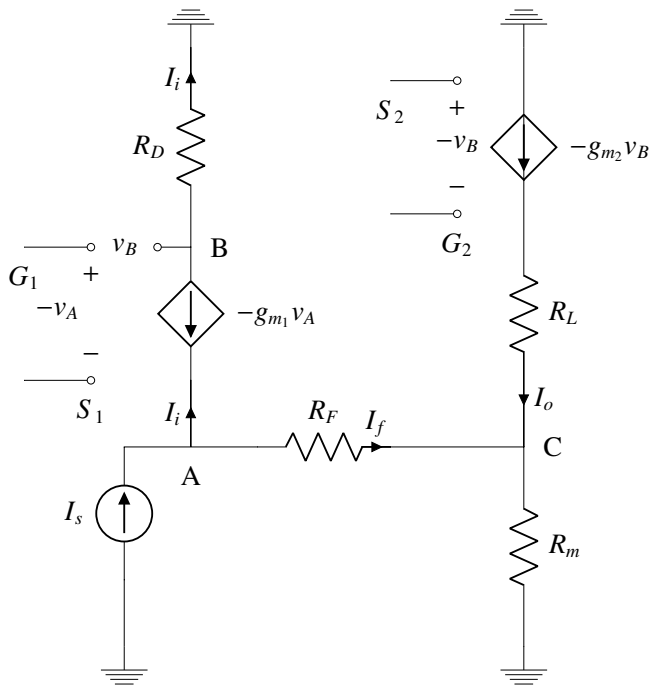 I_i
R_D
S_2
+
−v_B
−g_{m_2}v_B
−
G_2
v_B
B
G_1
+
−v_A
−g_{m_1}v_A
−
S_1
R_L
I_i
R_F
I_f
I_o
A
C
I_s
R_m